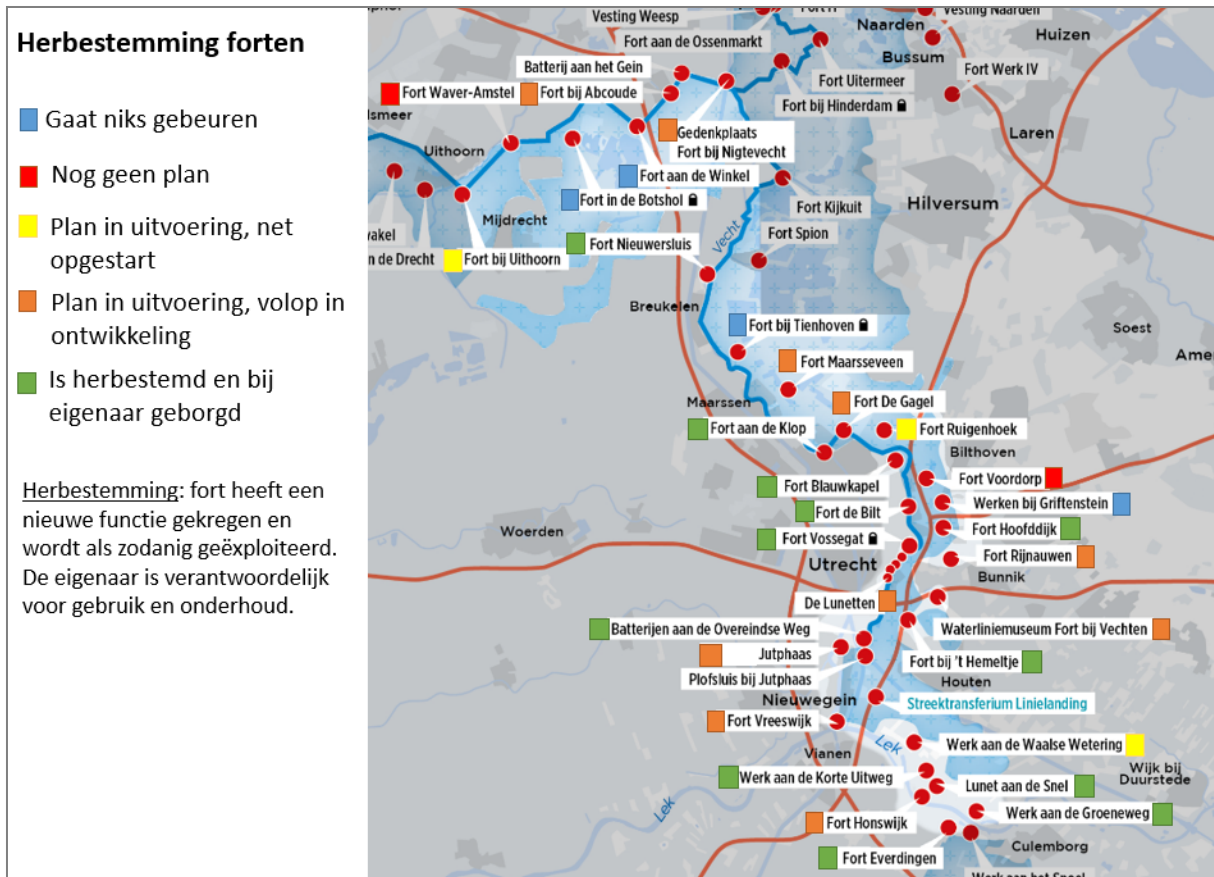 Herbestemming forten
Gaat niks gebeuren
Nog geen plan
Plan in uitvoering, net
opgestart
Plan in uitvoering, volop in
ontwikkeling
Is herbestemd en bij
eigenaar geborgd
Herbestemming: fort heeft een
nieuwe functie gekregen en
wordt als zodanig geëxploiteerd.
De eigenaar is verantwoordelijk
voor gebruik en onderhoud.
Vesting Weesp
Vesting Naarden
Naarden
Huizen
Fort aan de Ossenmarkt
Bussum
Batterij aan het Gein
Fort Werk IV
Fort Uitermeer
Fort Waver-Amstel
Fort bij Abcoude
Fort bij Hinderdam
Laren
Gedenkplaats
Fort bij Nigtevecht
Uithoorn
Fort aan de Winkel
Fort in de Botshol
Fort Kijkuit
Hilversum
Mijdrecht
Vecht
Fort Spion
Fort Nieuwersluis
Fort bij Uithoorn
Breukelen
Fort bij Tienhoven
Soest
Fort Maarsseveen
Maarssen
Fort De Gagel
Fort aan de Klop
Fort Ruigenhoek
Bilthoven
Fort Voordorp
Fort Blauwkapel
Werken bij Griftenstein
Fort de Bilt
Woerden
Fort Hoofddijk
Fort Vossegat
Fort Rijnauwen
Utrecht
Bunnik
De Lunetten
Batterijen aan de Overeindse Weg
Waterliniemuseum Fort bij Vechten
Jutphaas
Fort bij 't Hemeltje
Plofsluis bij Jutphaas
Houten
Nieuwegein
Streektransferium Linielanding
Fort Vreeswijk
Lek
Werk aan de Waalse Wetering
Vianen
Wijk bij
Duurstede
Werk aan de Korte Uitweg
Lunet aan de Snel
Lek
Werk aan de Groeneweg
Fort Honswijk
Culemborg
Fort Everdingen